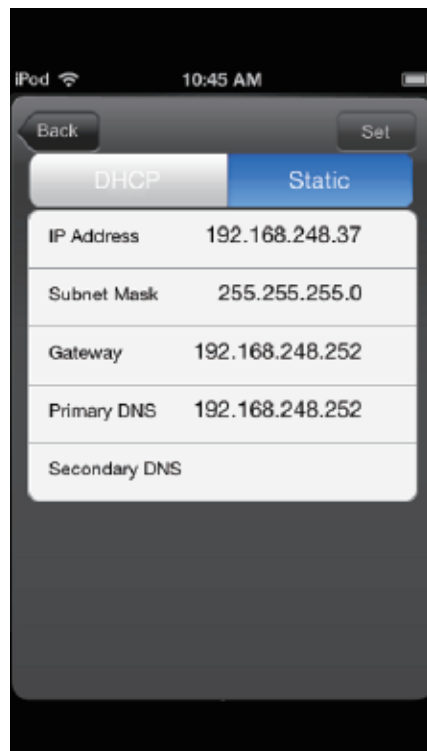 iPod 10:45 AM
Back Set
DHCP Static
IP Address 192.168.248.37
Subnet Mask 255.255.255.0
Gateway 192.168.248.252
Primary DNS 192.168.248.252
Secondary DNS